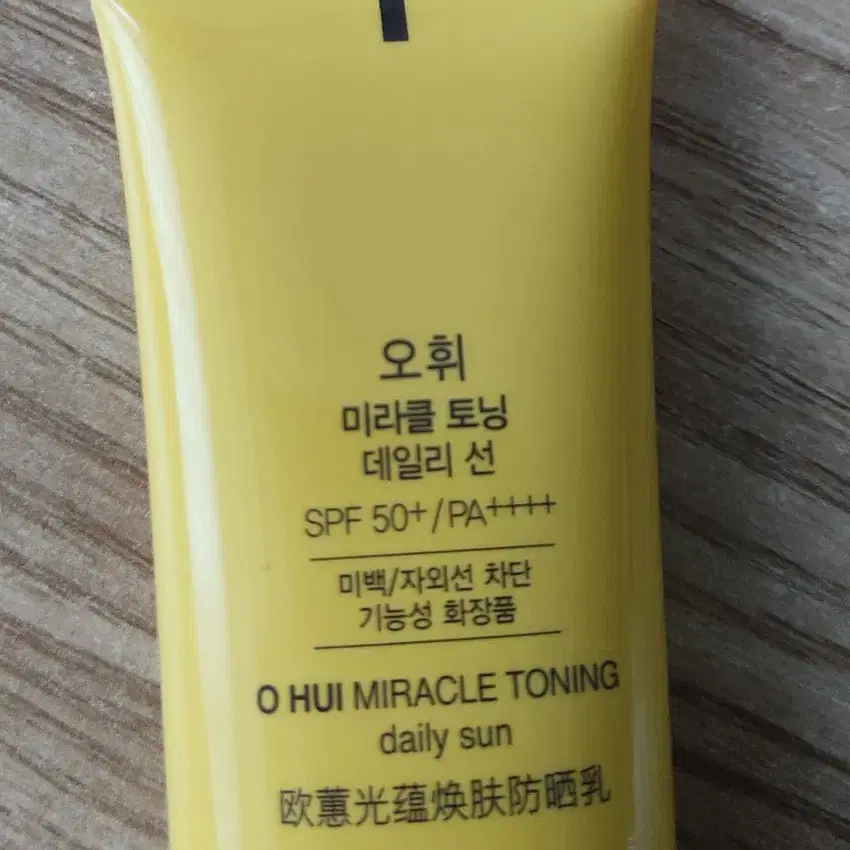 오휘
미라클 토닝
데일리 선
SPF 50+/PA++++
미백/자외선 차단
기능성 화장품
O HUI MIRACLE TONING
daily sun
欧蕙光蕴焕肤防晒乳